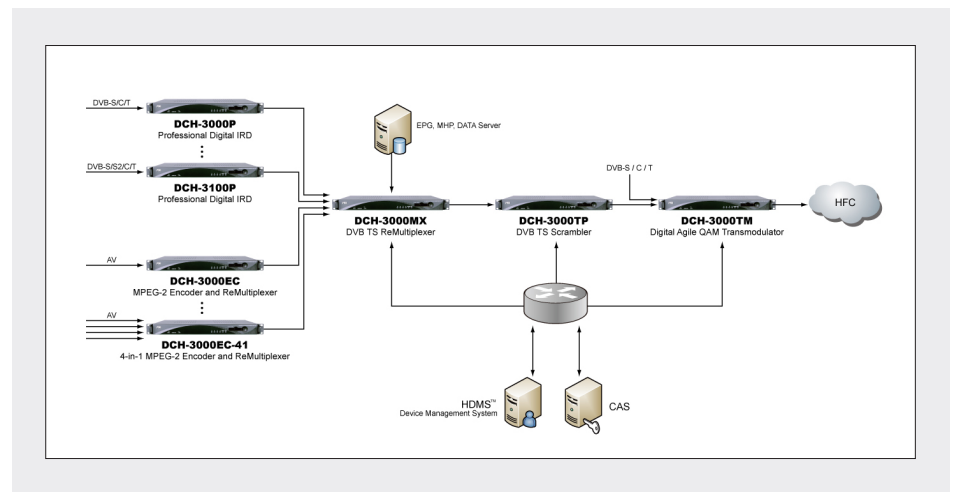 DVB-S/C/T
DCH-3000P
Professional Digital IRD
DVB-S/S2/C/T
DCH-3100P
Professional Digital IRD
AV
DCH-3000EC
MPEG-2 Encoder and ReMultiplexer
AV
DCH-3000EC-41
4-in-1 MPEG-2 Encoder and ReMultiplexer
EPG, MHP, DATA Server
DCH-3000MX
DVB TS ReMultiplexer
DCH-3000TP
DVB TS Scrambler
DVB-S / C / T
DCH-3000TM
Digital Agile QAM Transmodulator
HFC
HDMS™
Device Management System
CAS